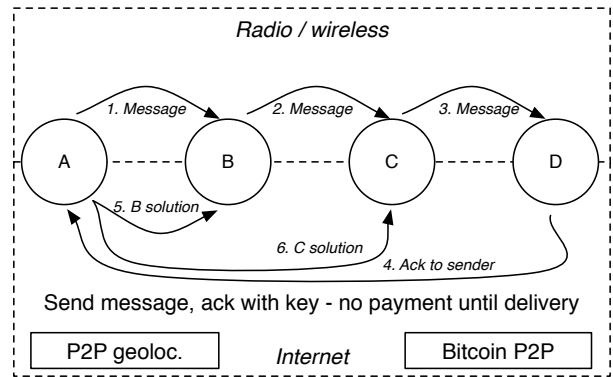 Radio / wireless
1. Message
2. Message
3. Message
A
B
C
D
5. B solution
6. C solution
4. Ack to sender
Send message, ack with key - no payment until delivery
P2P geoloc.
Internet
Bitcoin P2P